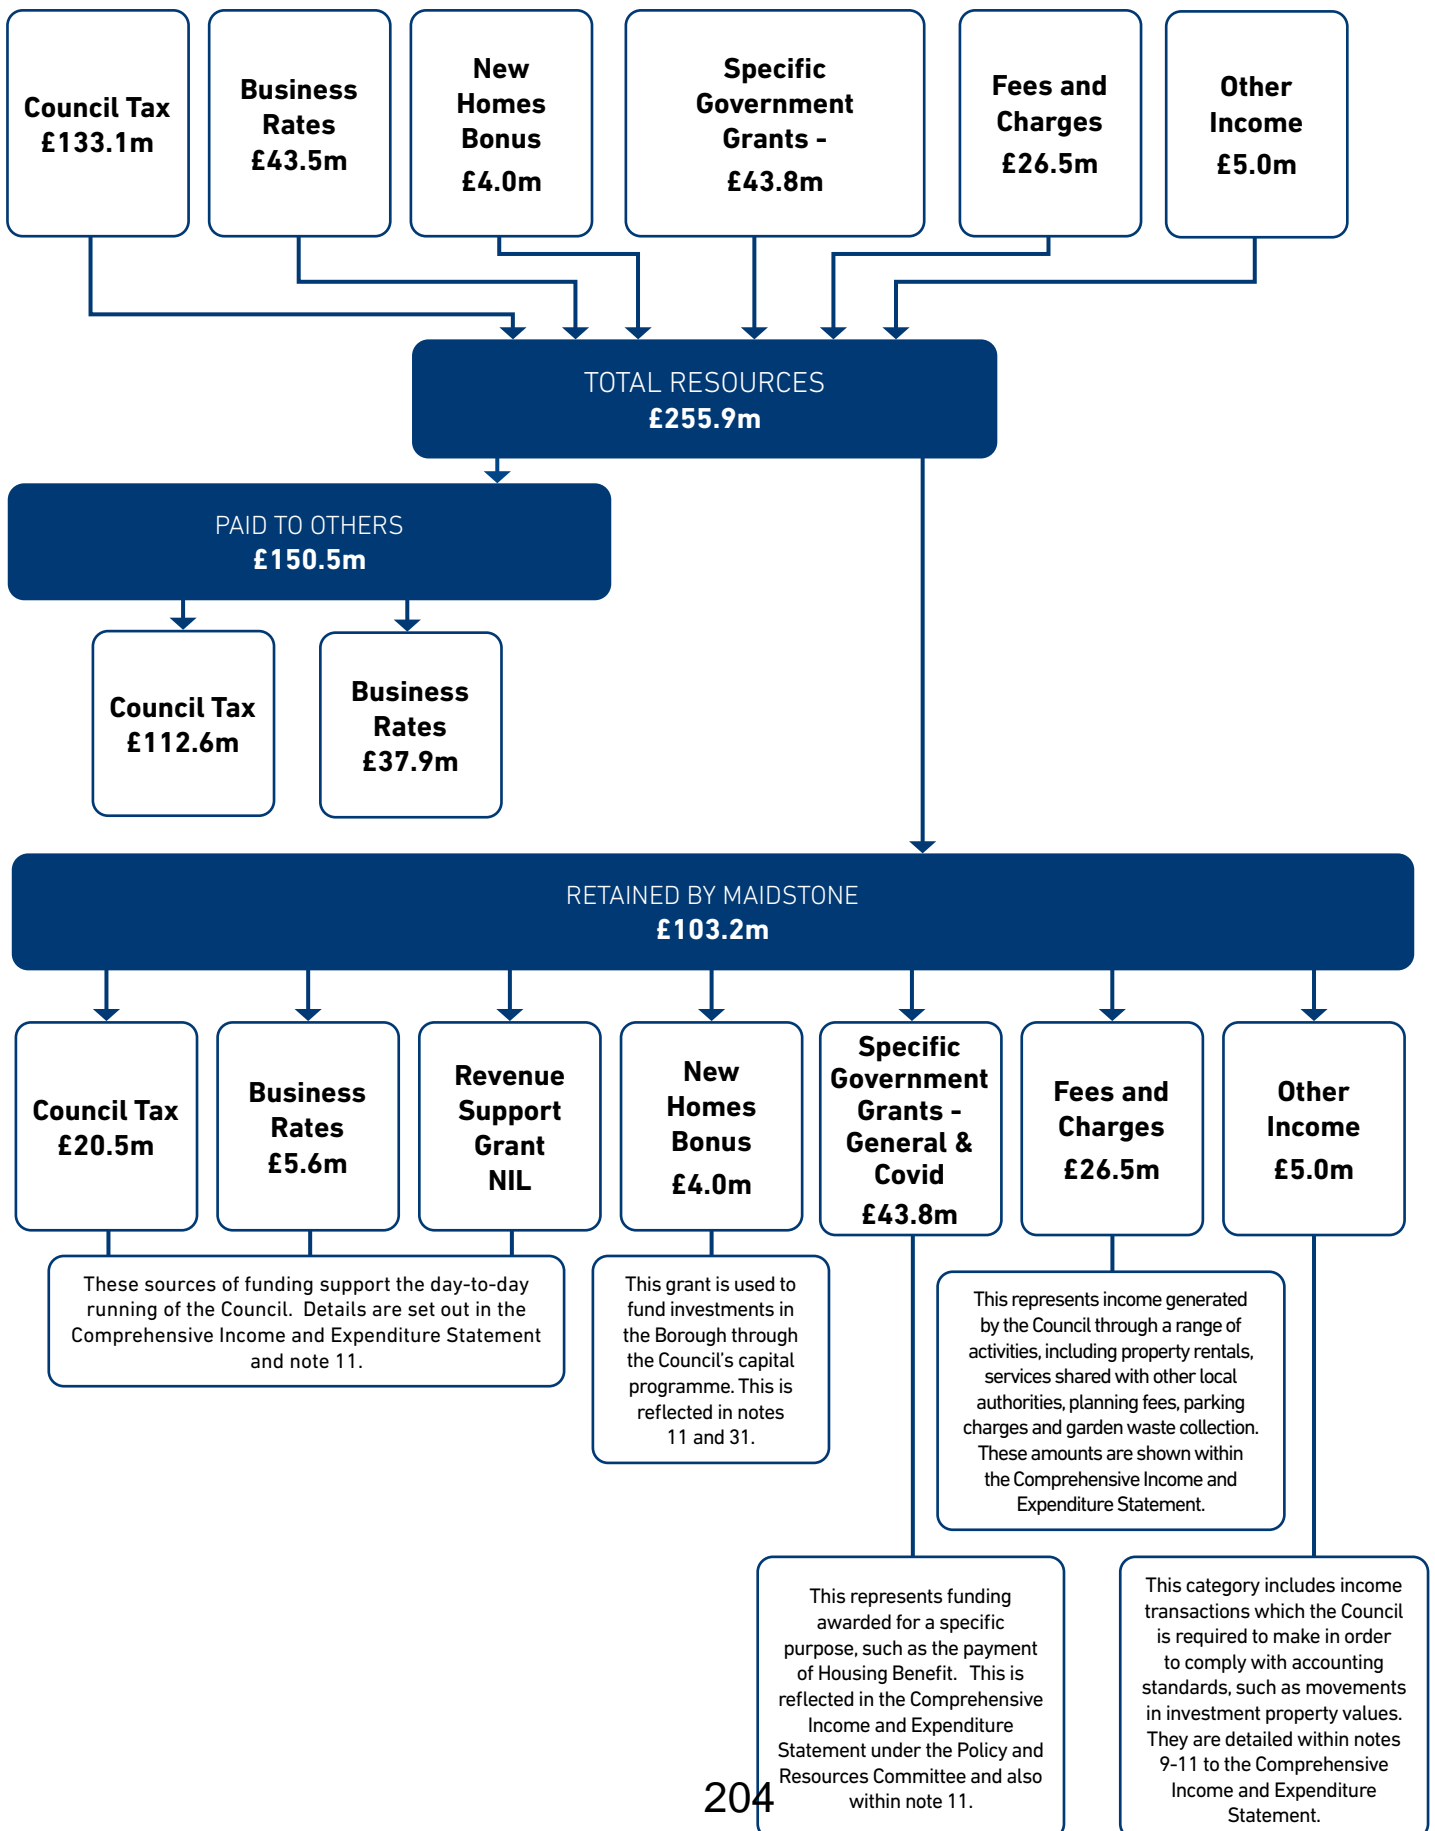 Council Tax
£133.1m
Business
Rates
£43.5m
New
Homes
Bonus
£4.0m
Specific
Government
Grants -
£43.8m
Fees and
Charges
£26.5m
Other
Income
£5.0m
TOTAL RESOURCES
£255.9m
PAID TO OTHERS
£150.5m
Council Tax
£112.6m
Business
Rates
£37.9m
RETAINED BY MAIDSTONE
£103.2m
Council Tax
£20.5m
Business
Rates
£5.6m
Revenue
Support
Grant
NIL
New
Homes
Bonus
£4.0m
Specific
Government
Grants -
General &
Covid
£43.8m
Fees and
Charges
£26.5m
Other
Income
£5.0m
These sources of funding support the day-to-day
running of the Council. Details are set out in the
Comprehensive Income and Expenditure Statement
and note 11.
This grant is used to
fund investments in
the Borough through
the Council's capital
programme. This is
reflected in notes
11 and 31.
This represents income generated
by the Council through a range of
activities, including property rentals,
services shared with other local
authorities, planning fees, parking
charges and garden waste collection.
These amounts are shown within
the Comprehensive Income and
Expenditure Statement.
This represents funding
awarded for a specific
purpose, such as the payment
of Housing Benefit. This is
reflected in the Comprehensive
Income and Expenditure
Statement under the Policy and
Resources Committee and also
within note 11.
This category includes income
transactions which the Council
is required to make in order
to comply with accounting
standards, such as movements
in investment property values.
They are detailed within notes
9-11 to the Comprehensive
Income and Expenditure
Statement.
204